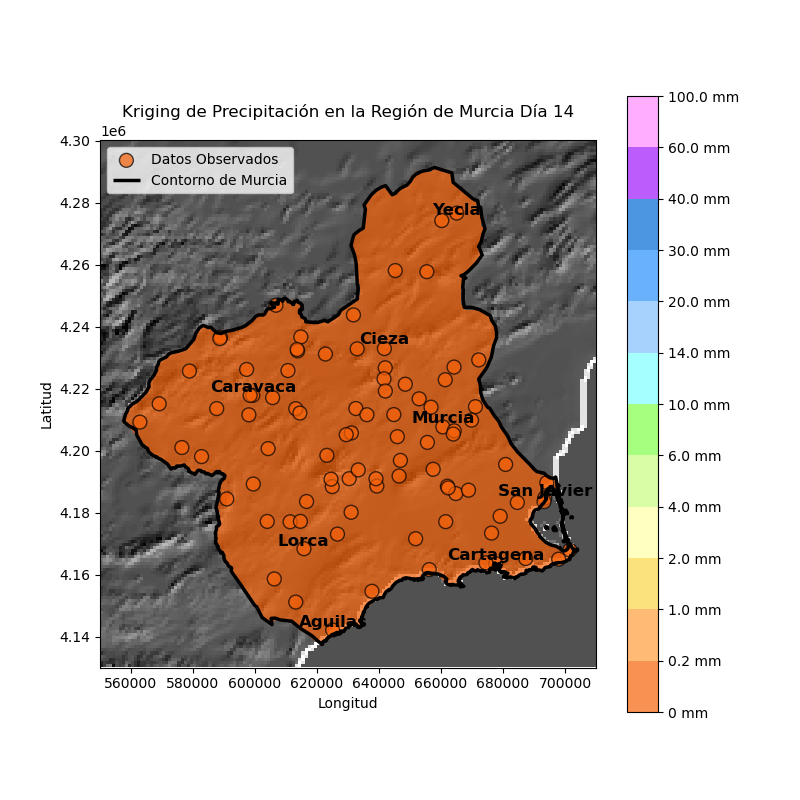 Kriging de Precipitación en la Región de Murcia Día 14
1e6
Datos Observados
Contorno de Murcia
4.30
4.28
4.26
4.24
4.22
4.20
4.18
4.16
4.14
Latitud
Yecla
Cieza
Caravaca
Murcia
San Javier
Lorca
Cartagena
Aguilas
560000 580000 600000 620000 640000 660000 680000 700000
Longitud
100.0 mm
60.0 mm
40.0 mm
30.0 mm
20.0 mm
14.0 mm
10.0 mm
6.0 mm
4.0 mm
2.0 mm
1.0 mm
0.2 mm
0 mm